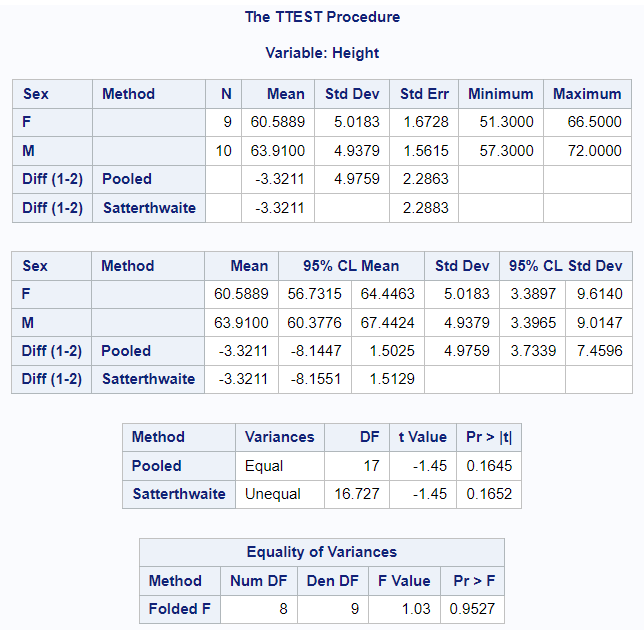 The TTEST Procedure
Variable: Height
Sex Method N Mean Std Dev Std Err Minimum Maximum
F 9 60.5889 5.0183 1.6728 51.3000 66.5000
M 10 63.9100 4.9379 1.5615 57.3000 72.0000
Diff (1-2) Pooled -3.3211 4.9759 2.2863
Diff (1-2) Satterthwaite -3.3211 2.2883
Sex Method Mean 95% CL Mean Std Dev 95% CL Std Dev
F 60.5889 56.7315 64.4463 5.0183 3.3897 9.6140
M 63.9100 60.3776 67.4424 4.9379 3.3965 9.0147
Diff (1-2) Pooled -3.3211 -8.1447 1.5025 4.9759 3.7339 7.4596
Diff (1-2) Satterthwaite -3.3211 -8.1551 1.5129
Method Variances DF t Value Pr > |t|
Pooled Equal 17 -1.45 0.1645
Satterthwaite Unequal 16.727 -1.45 0.1652
Equality of Variances
Method Num DF Den DF F Value Pr > F
Folded F 8 9 1.03 0.9527